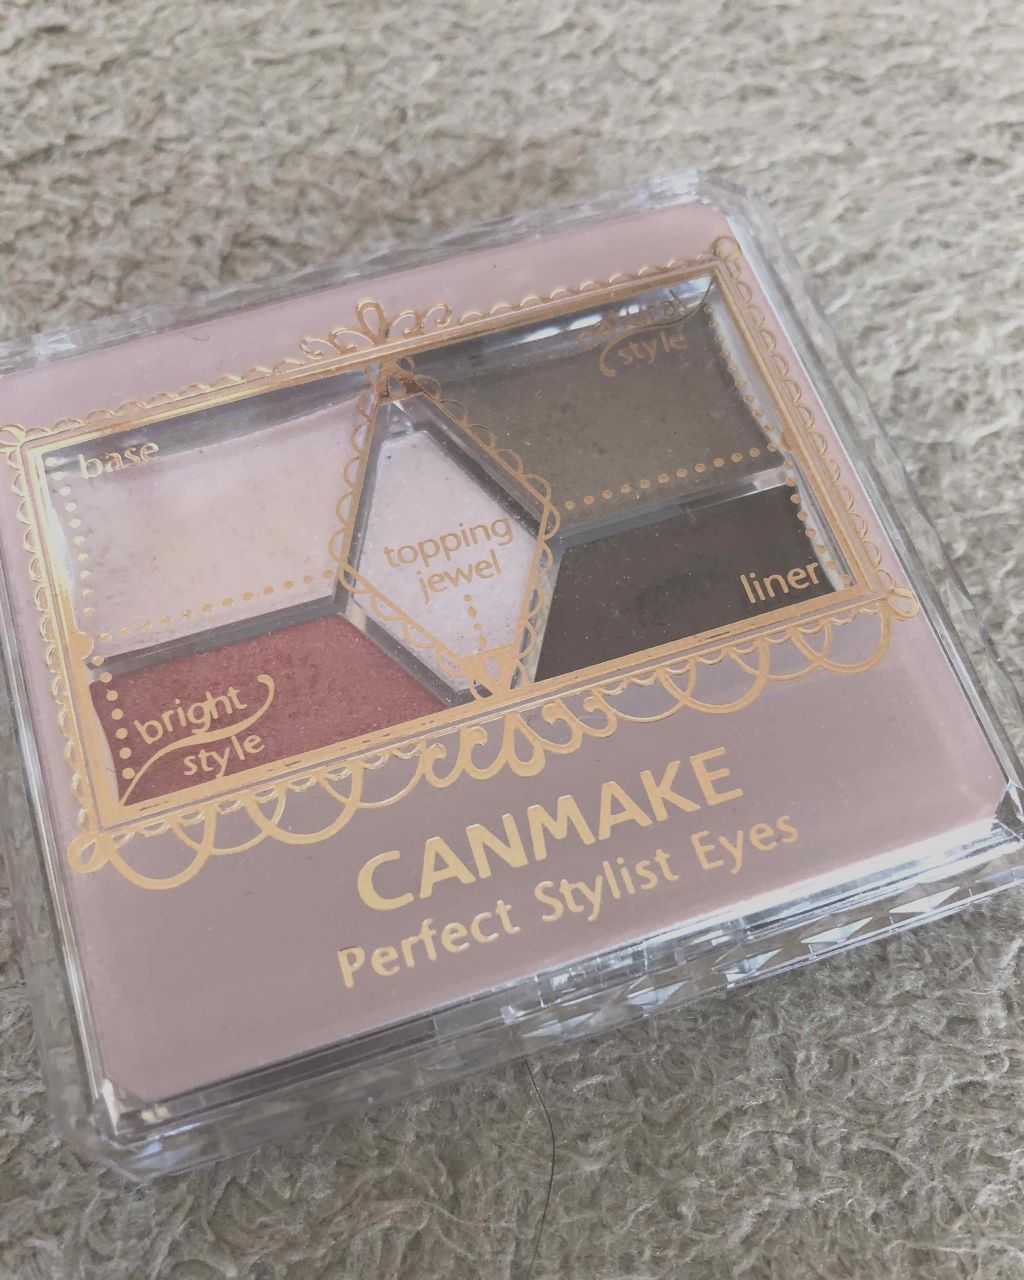 base
style
topping
jewel
liner
bright
style
CANMAKE
Perfect Stylist Eyes